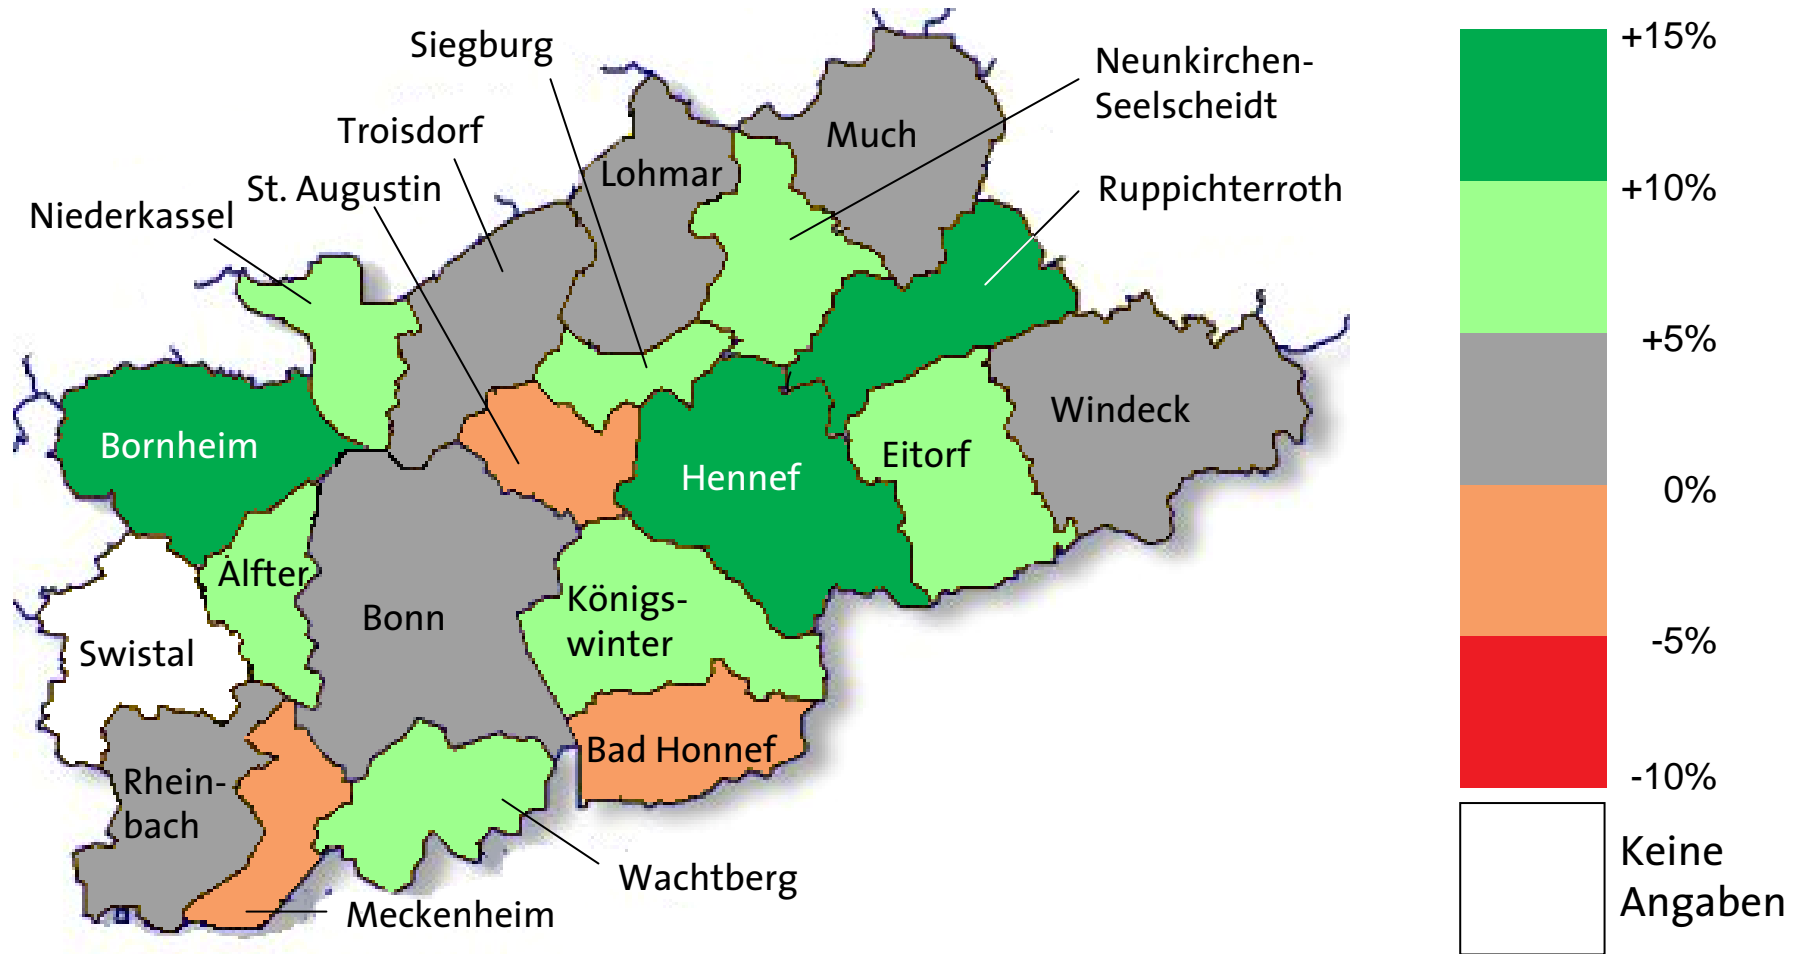 Siegburg
Neunkirchen-
Seelscheidt
Troisdorf
Much
Lohmar
St. Augustin
Ruppichterroth
Niederkassel
Windeck
Bornheim
Eitorf
Hennef
Alfter
Königs-
winter
Bonn
Swistal
Bad Honnef
Rhein-
bach
Wachtberg
Meckenheim
+15%
+10%
+5%
0%
-5%
-10%
Keine
Angaben